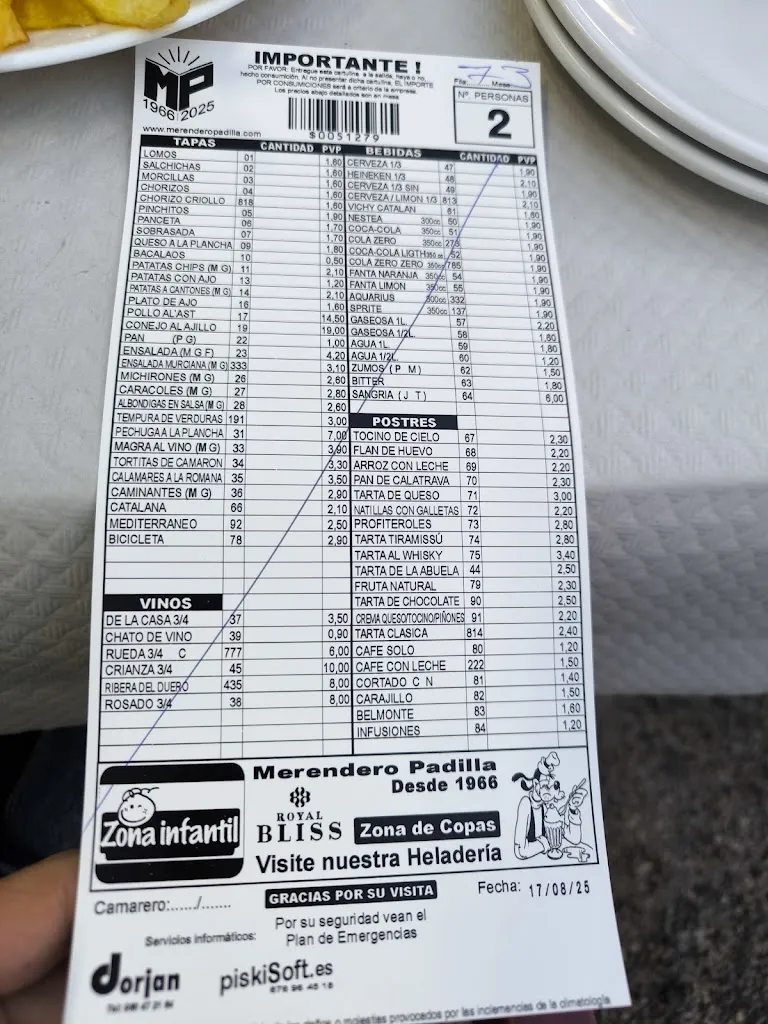 MP
1966 2025
www.merenderopadilla.com
IMPORTANTE !
POR FAVOR: Entregue esta cartulina a la salida, haya o no,
hecho consumición. Al no presentar dicha cartulina, EL IMPORTE
POR CONSUMICIONES será a criterio de la empresa.
Los precios abajo detallados son en mesa
$0051279
Fila: 7 Mesa: 3
Nº. PERSONAS
2
TAPAS CANTIDAD PVP
LOMOS 01 1,60
SALCHICHAS 02 1,60
MORCILLAS 03 1,60
CHORIZOS 04 1,60
CHORIZO CRIOLLO 818 1,60
PINCHITOS 05 1,90
PANCETA 06 1,70
SOBRASADA 07 1,70
QUESO A LA PLANCHA 09 1,80
BACALAOS 10 0,50
PATATAS CHIPS (M G) 11 2,10
PATATAS CON AJO 13 1,20
PATATAS A CANTONES (M G) 14 2,10
PLATO DE AJO 16 1,60
POLLO AL'AST 17 14,50
CONEJO AL AJILLO 19 19,00
PAN (P G) 22 1,00
ENSALADA (M G F) 23 4,20
ENSALADA MURCIANA (M G) 333 3,10
MICHIRONES (M G) 26 2,60
CARACOLES (M G) 27 2,80
ALBONDIGAS EN SALSA (M G) 28 2,60
TEMPURA DE VERDURAS 191 3,00
PECHUGA A LA PLANCHA 31 7,00
MAGRA AL VINO (M G) 33 3,90
TORTITAS DE CAMARON 34 3,30
CALAMARES A LA ROMANA 35 3,50
CAMINANTES (M G) 36 2,90
CATALANA 66 2,10
MEDITERRANEO 92 2,50
BICICLETA 78 2,90
VINOS
DE LA CASA 3/4 37 3,50
CHATO DE VINO 39 0,90
RUEDA 3/4 C 777 6,00
CRIANZA 3/4 45 10,00
RIBERA DEL DUERO 435 8,00
ROSADO 3/4 38 8,00
BEBIDAS CANTIDAD PVP
CERVEZA 1/3 47 1,90
HEINEKEN 1/3 48 2,10
CERVEZA 1/3 SIN 49 1,90
CERVEZA / LIMON 1/3 813 2,10
VICHY CATALAN 61 1,60
NESTEA 300cc 50 1,90
COCA-COLA 350cc 51 1,90
COLA ZERO 350cc 273 1,90
COCA-COLA LIGTH 350 cc 52 1,90
COLA ZERO ZERO 350cc 785 1,90
FANTA NARANJA 350cc 54 1,90
FANTA LIMON 350cc 55 1,90
AQUARIUS 300cc 332 1,90
SPRITE 350cc 137 1,90
GASEOSA 1L 57 2,20
GASEOSA 1/2L 58 1,60
AGUA 1L 59 1,80
AGUA 1/2L 60 1,20
ZUMOS (P M) 62 1,50
BITTER 63 1,80
SANGRIA (J T) 64 6,00
POSTRES
TOCINO DE CIELO 67 2,30
FLAN DE HUEVO 68 2,20
ARROZ CON LECHE 69 2,20
PAN DE CALATRAVA 70 2,30
TARTA DE QUESO 71 3,00
NATILLAS CON GALLETAS 72 2,20
PROFITEROLES 73 2,80
TARTA TIRAMISSÚ 74 2,80
TARTA AL WHISKY 75 3,40
TARTA DE LA ABUELA 44 2,50
FRUTA NATURAL 79 2,30
TARTA DE CHOCOLATE 90 2,50
CREMA QUESO/TOCINO/PIÑONES 91 2,20
TARTA CLASICA 814 2,40
CAFE SOLO 80 1,20
CAFE CON LECHE 222 1,50
CORTADO C N 81 1,40
CARAJILLO 82 1,50
BELMONTE 83 1,60
INFUSIONES 84 1,20
Zona infantil
Merendero Padilla
Desde 1966
ROYAL
BLISS
Zona de Copas
Visite nuestra Heladería
Camarero:....../.......
GRACIAS POR SU VISITA
Fecha: 17/08/25
Por su seguridad vean el
Plan de Emergencias
Servicios informáticos:
dorjan
piskiSoft.es
daños o molestias provocados por las inclemencias de la climatología